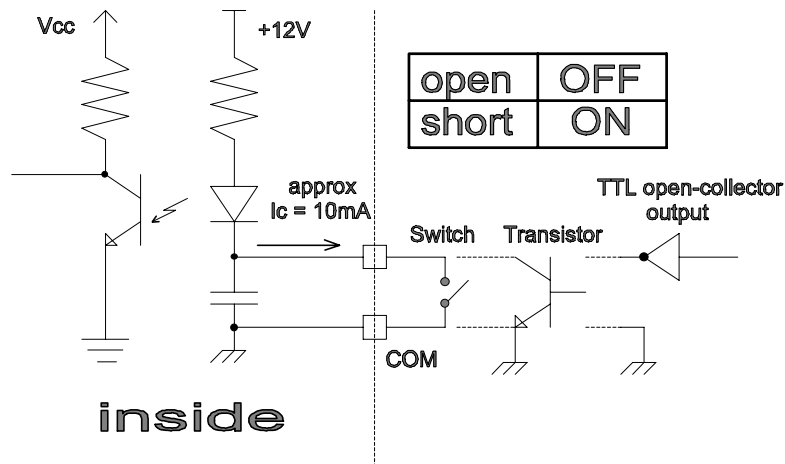 Vcc
+12V
open OFF
short ON
approx
Ic = 10mA
TTL open-collector
output
Switch
Transistor
COM
inside